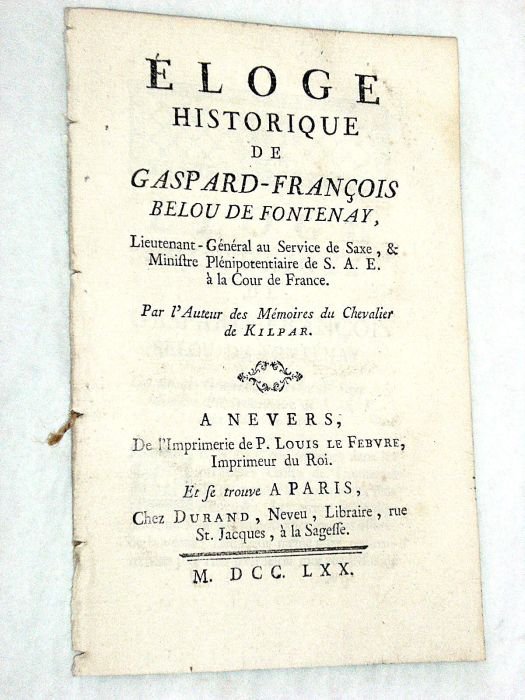 ÉLOGE
HISTORIQUE
DE
GASPARD-FRANÇOIS
BELOU DE FONTENAY,
Lieutenant-Général au Service de Saxe, &
Miniſtre Plénipotentiaire de S. A. E.
à la Cour de France.
Par l'Auteur des Mémoires du Chevalier
de KILPAR.
A NEVERS,
De l'Imprimerie de P. LOUIS LE FEBVRE,
Imprimeur du Roi.
Et ſe trouve A PARIS,
Chez DURAND, Neveu, Libraire, rue
St. Jacques, à la Sageſſe.
M. DCC. LXX.